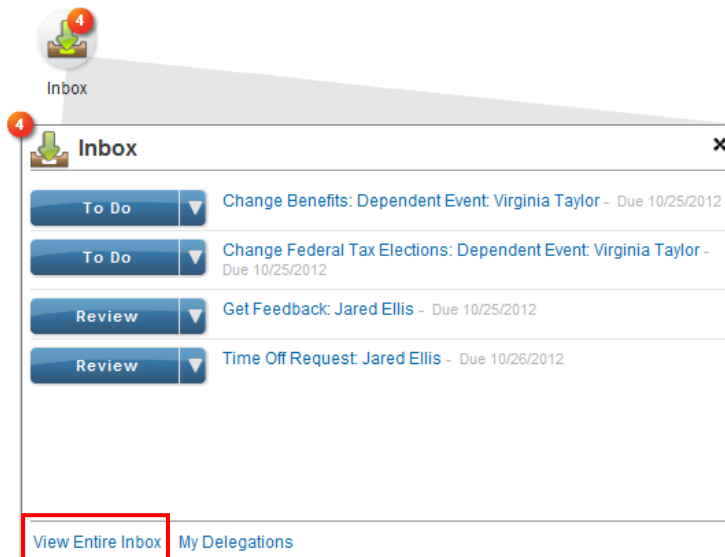 4
Inbox
4
Inbox
To Do
Change Benefits: Dependent Event: Virginia Taylor - Due 10/25/2012
To Do
Change Federal Tax Elections: Dependent Event: Virginia Taylor -
Due 10/25/2012
Review
Get Feedback: Jared Ellis - Due 10/25/2012
Review
Time Off Request: Jared Ellis - Due 10/26/2012
View Entire Inbox My Delegations